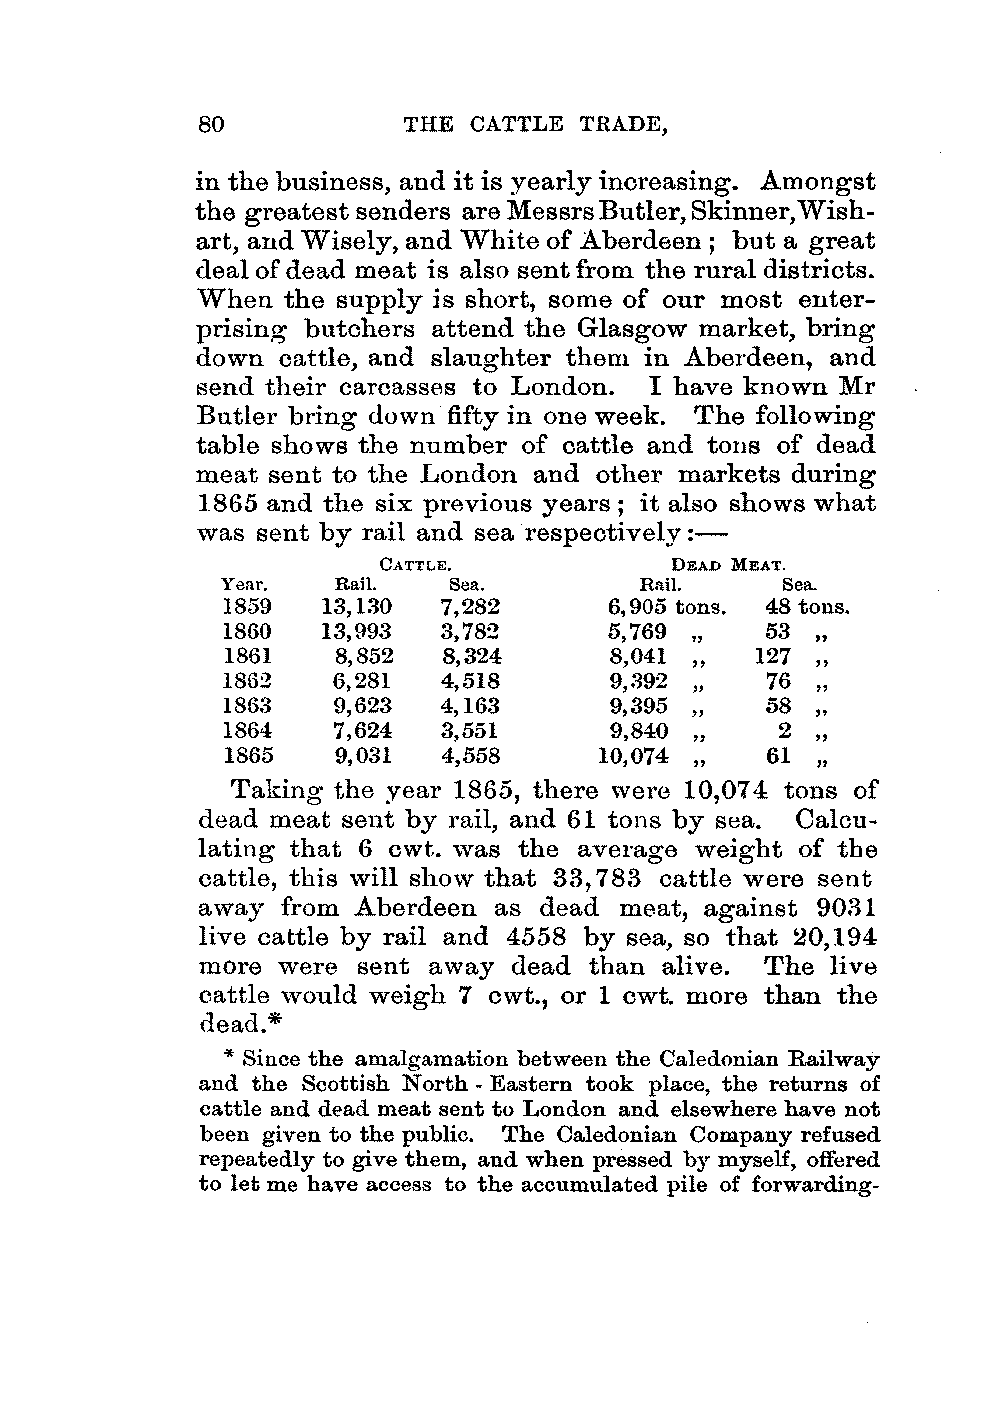 80 THE CATTLE TRADE,
in the business, and it is yearly increasing. Amongst
the greatest senders are Messrs Butler, Skinner, Wish-
art, and Wisely, and White of Aberdeen ; but a great
deal of dead meat is also sent from the rural districts.
When the supply is short, some of our most enter-
prising butchers attend the Glasgow market, bring
down cattle, and slaughter them in Aberdeen, and
send their carcasses to London. I have known Mr
Butler bring down fifty in one week. The following
table shows the number of cattle and tons of dead
meat sent to the London and other markets during
1865 and the six previous years ; it also shows what
was sent by rail and sea respectively :—
CATTLE. DEAD MEAT.
Year. Rail. Sea. Rail. Sea.
1859 13,130 7,282 6,905 tons. 48 tons.
1860 13,993 3,782 5,769 „ 53 „
1861 8,852 8,324 8,041 „ 127 „
1862 6,281 4,518 9,392 „ 76 „
1863 9,623 4,163 9,395 „ 58 „
1864 7,624 3,551 9,840 „ 2 „
1865 9,031 4,558 10,074 „ 61 „
Taking the year 1865, there were 10,074 tons of
dead meat sent by rail, and 61 tons by sea. Calcu-
lating that 6 cwt. was the average weight of the
cattle, this will show that 33,783 cattle were sent
away from Aberdeen as dead meat, against 9031
live cattle by rail and 4558 by sea, so that 20,194
more were sent away dead than alive. The live
cattle would weigh 7 cwt., or 1 cwt. more than the
dead.*
* Since the amalgamation between the Caledonian Railway
and the Scottish North - Eastern took place, the returns of
cattle and dead meat sent to London and elsewhere have not
been given to the public. The Caledonian Company refused
repeatedly to give them, and when pressed by myself, offered
to let me have access to the accumulated pile of forwarding-